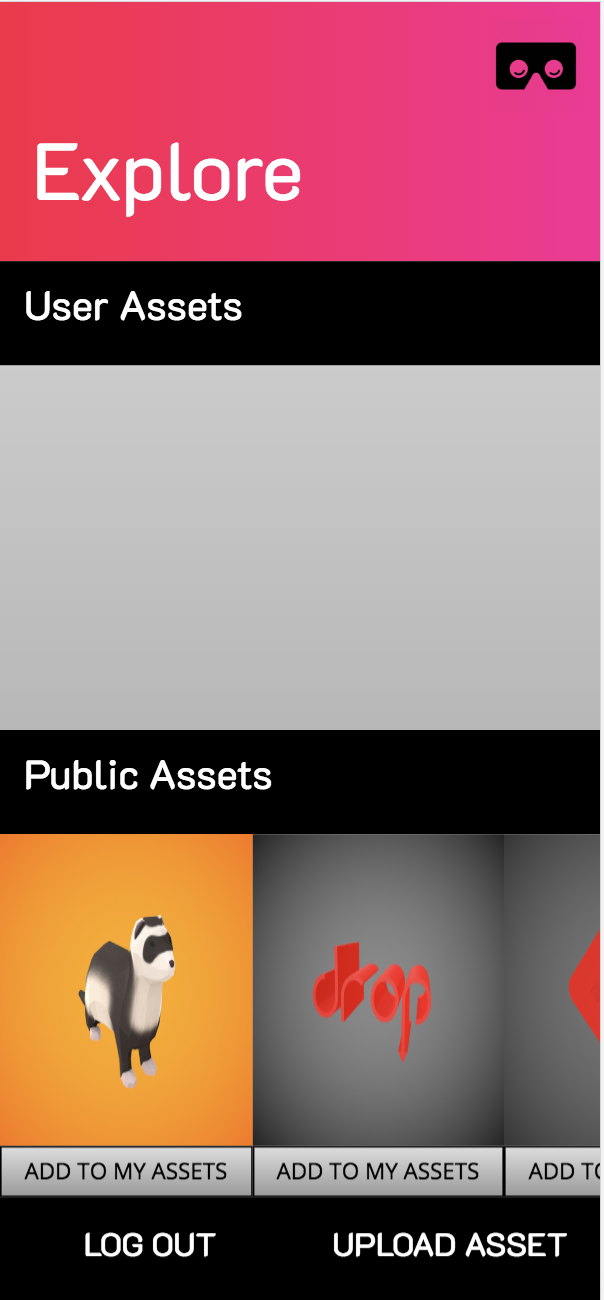 Explore
User Assets
Public Assets
drop
ADD TO MY ASSETS ADD TO MY ASSETS ADD TO
LOG OUT UPLOAD ASSET